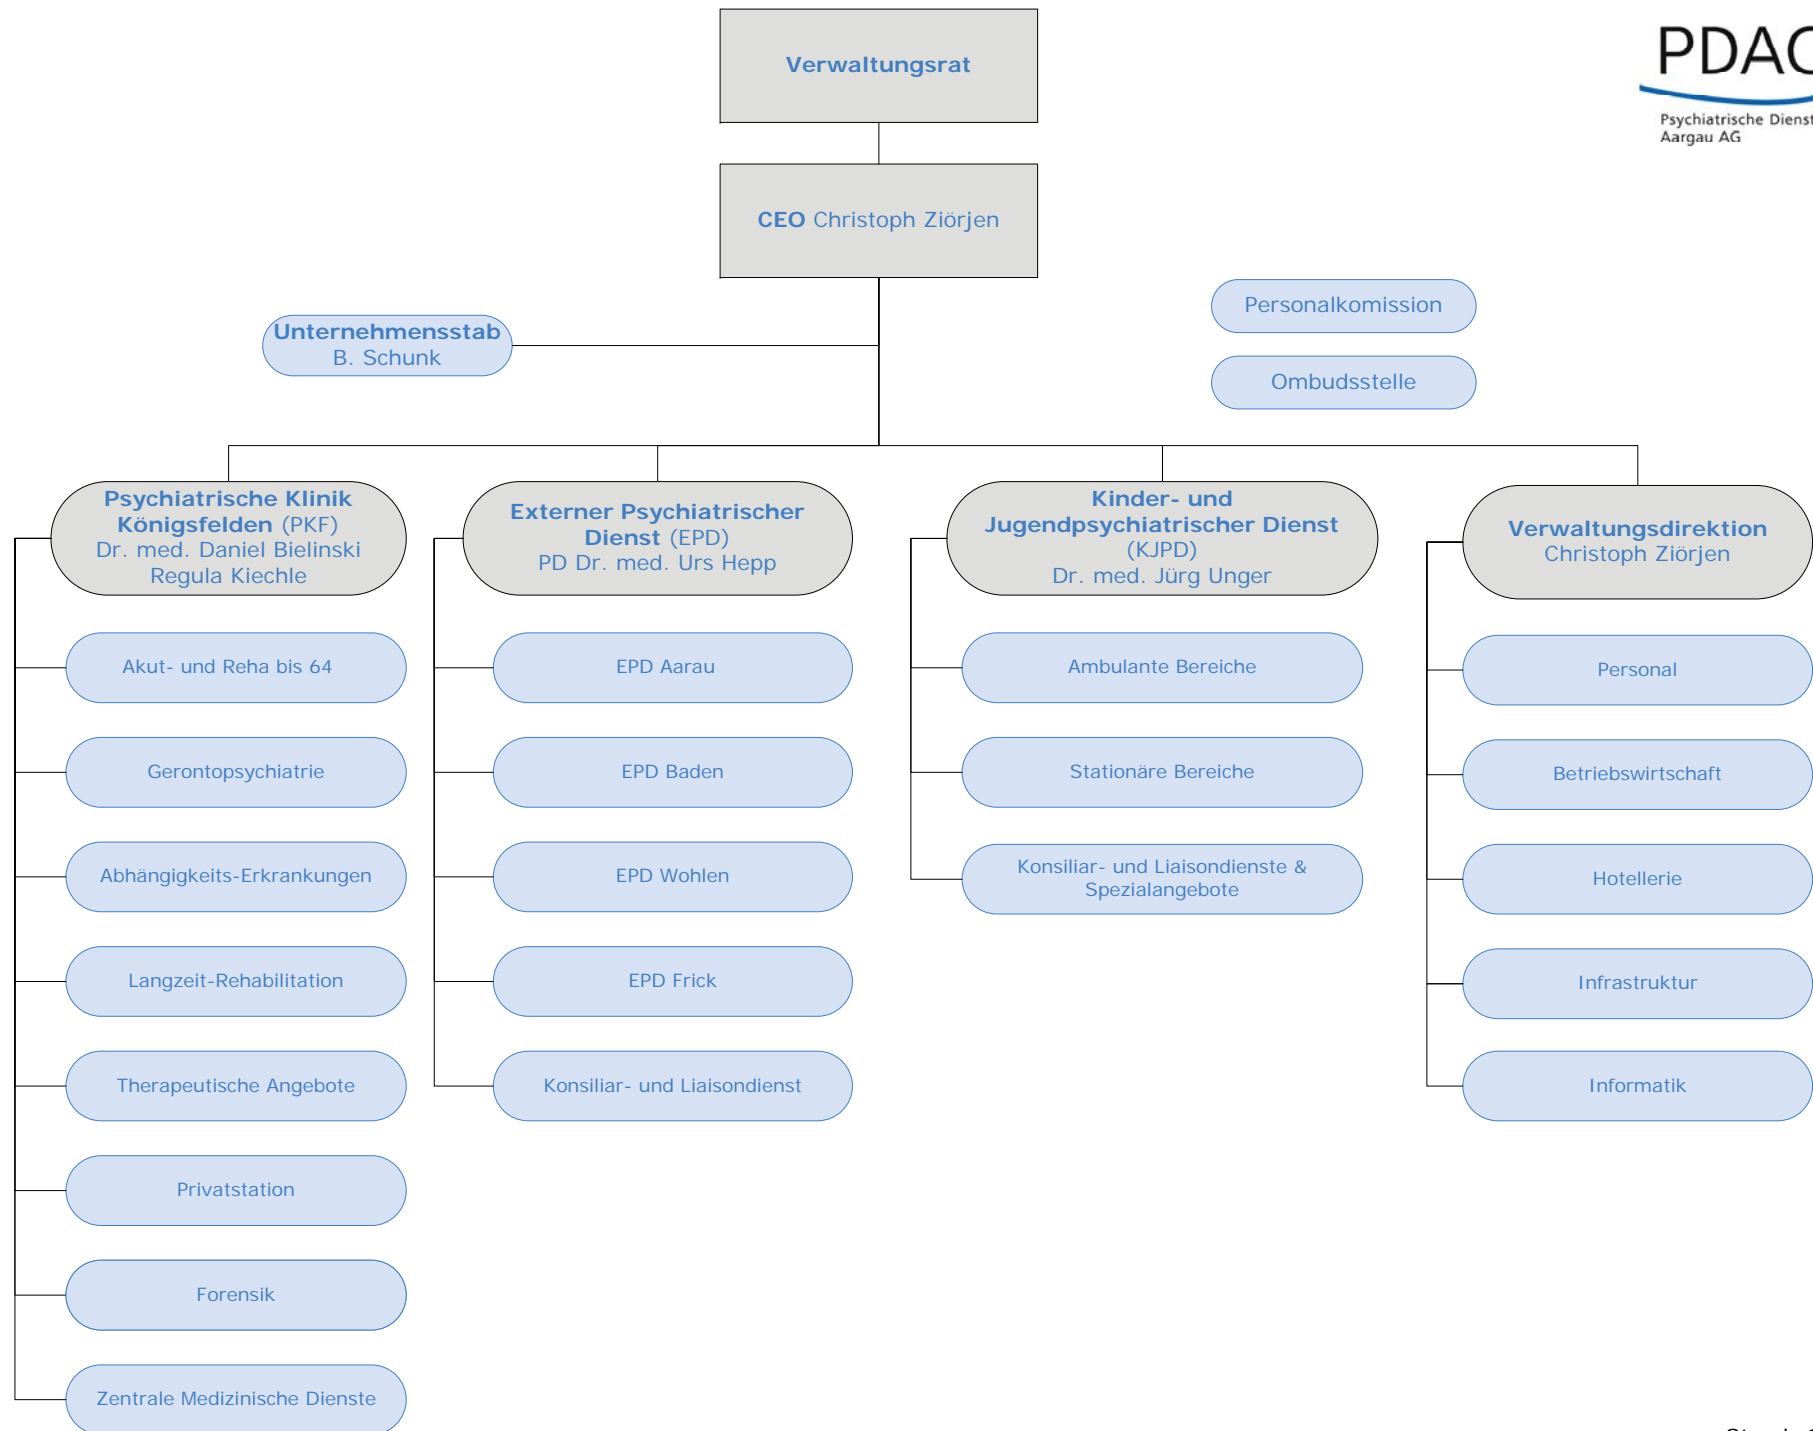 Verwaltungsrat
PDAG
Psychiatrische Dienst
Aargau AG
CEO Christoph Ziörjen
Personalkomission
Unternehmensstab
B. Schunk
Ombudsstelle
Psychiatrische Klinik
Königsfelden (PKF)
Dr. med. Daniel Bielinski
Regula Kiechle
Externer Psychiatrischer
Dienst (EPD)
PD Dr. med. Urs Hepp
Kinder- und
Jugendpsychiatrischer Dienst
(KJPD)
Dr. med. Jürg Unger
Verwaltungsdirektion
Christoph Ziörjen
Akut- und Reha bis 64
Gerontopsychiatrie
Abhängigkeits-Erkrankungen
Langzeit-Rehabilitation
Therapeutische Angebote
Privatstation
Forensik
Zentrale Medizinische Dienste
EPD Aarau
EPD Baden
EPD Wohlen
EPD Frick
Konsiliar- und Liaisondienst
Ambulante Bereiche
Stationäre Bereiche
Konsiliar- und Liaisondienste &
Spezialangebote
Personal
Betriebswirtschaft
Hotellerie
Infrastruktur
Informatik